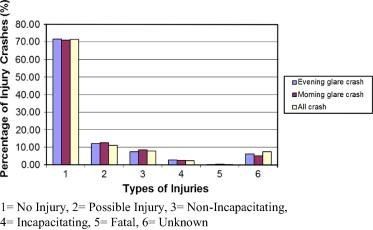 Percentage of Injury Crashes (%)
80.00
70.00
60.00
50.00
40.00
30.00
20.00
10.00
0.00
1 2 3 4 5 6
Types of Injuries
Evening glare crash
Morning glare crash
All crash
1= No Injury, 2= Possible Injury, 3= Non-Incapacitating,
4= Incapacitating, 5= Fatal, 6= Unknown